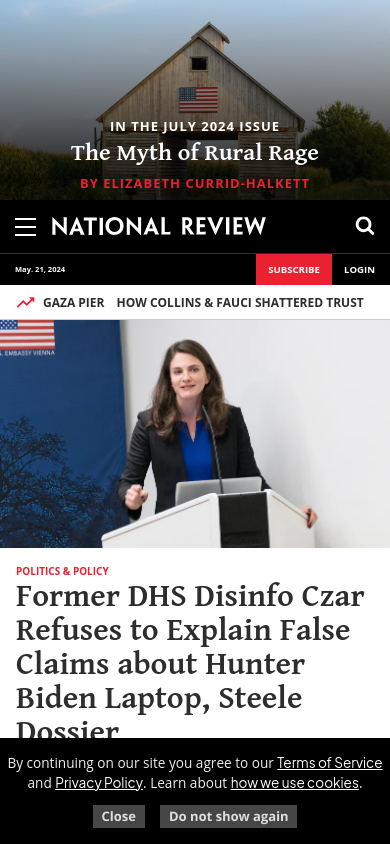 IN THE JULY 2024 ISSUE
The Myth of Rural Rage
BY ELIZABETH CURRID-HALKETT
NATIONAL REVIEW
May. 21, 2024
SUBSCRIBE
LOGIN
GAZA PIER HOW COLLINS & FAUCI SHATTERED TRUST
. EMBASSY VIENNA
POLITICS & POLICY
Former DHS Disinfo Czar
Refuses to Explain False
Claims about Hunter
Biden Laptop, Steele
Dossier
By continuing on our site you agree to our Terms of Service
and Privacy Policy. Learn about how we use cookies.
Close
Do not show again